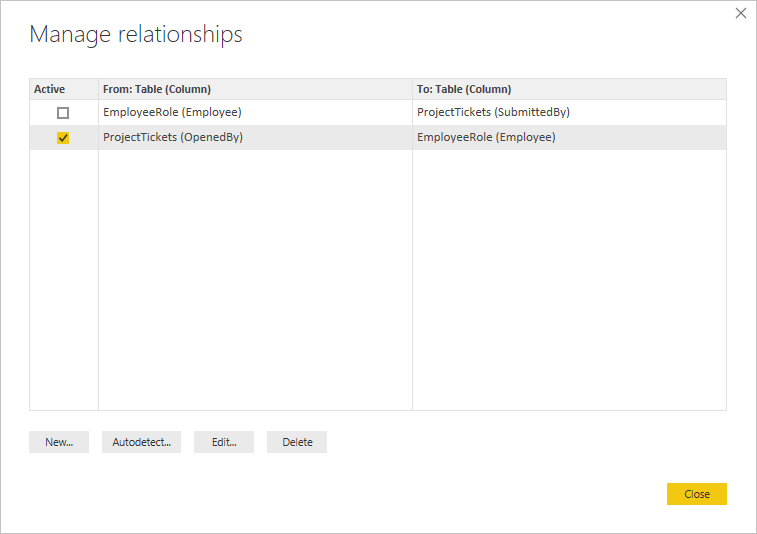 Manage relationships
Active From: Table (Column) To: Table (Column)
EmployeeRole (Employee) ProjectTickets (SubmittedBy)
ProjectTickets (OpenedBy) EmployeeRole (Employee)
New... Autodetect... Edit... Delete
Close